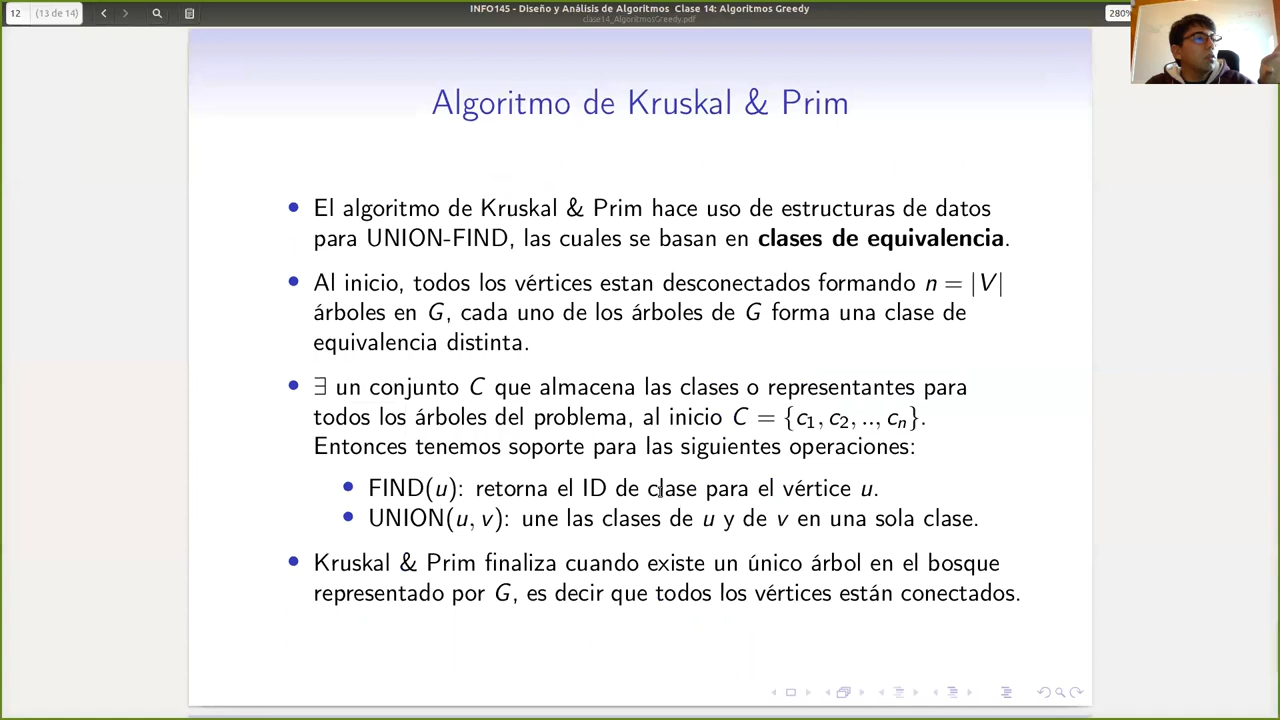 12 (13 de 14)
INFO145 - Diseño y Análisis de Algoritmos Clase 14: Algoritmos Greedy
clase14_AlgoritmosGreedy.pdf
280%
Algoritmo de Kruskal & Prim
El algoritmo de Kruskal & Prim hace uso de estructuras de datos
para UNION-FIND, las cuales se basan en clases de equivalencia.
Al inicio, todos los vértices estan desconectados formando n = |V|
árboles en G, cada uno de los árboles de G forma una clase de
equivalencia distinta.
∃ un conjunto C que almacena las clases o representantes para
todos los árboles del problema, al inicio C = {c₁, c₂, .., cₙ}.
Entonces tenemos soporte para las siguientes operaciones:
FIND(u): retorna el ID de clase para el vértice u.
UNION(u, v): une las clases de u y de v en una sola clase.
Kruskal & Prim finaliza cuando existe un único árbol en el bosque
representado por G, es decir que todos los vértices están conectados.